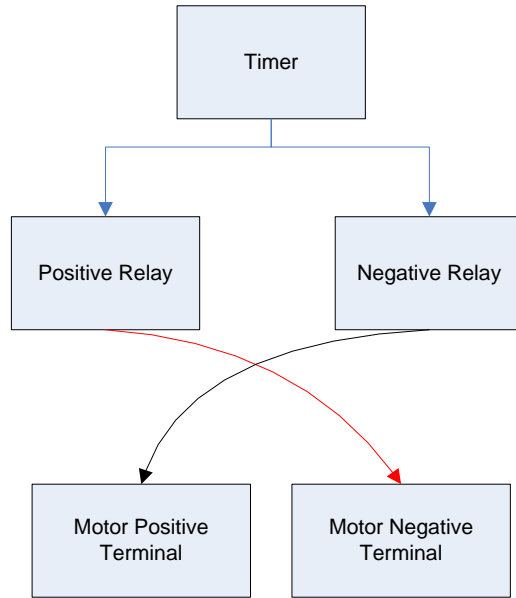 Timer
Positive Relay
Negative Relay
Motor Positive
Terminal
Motor Negative
Terminal